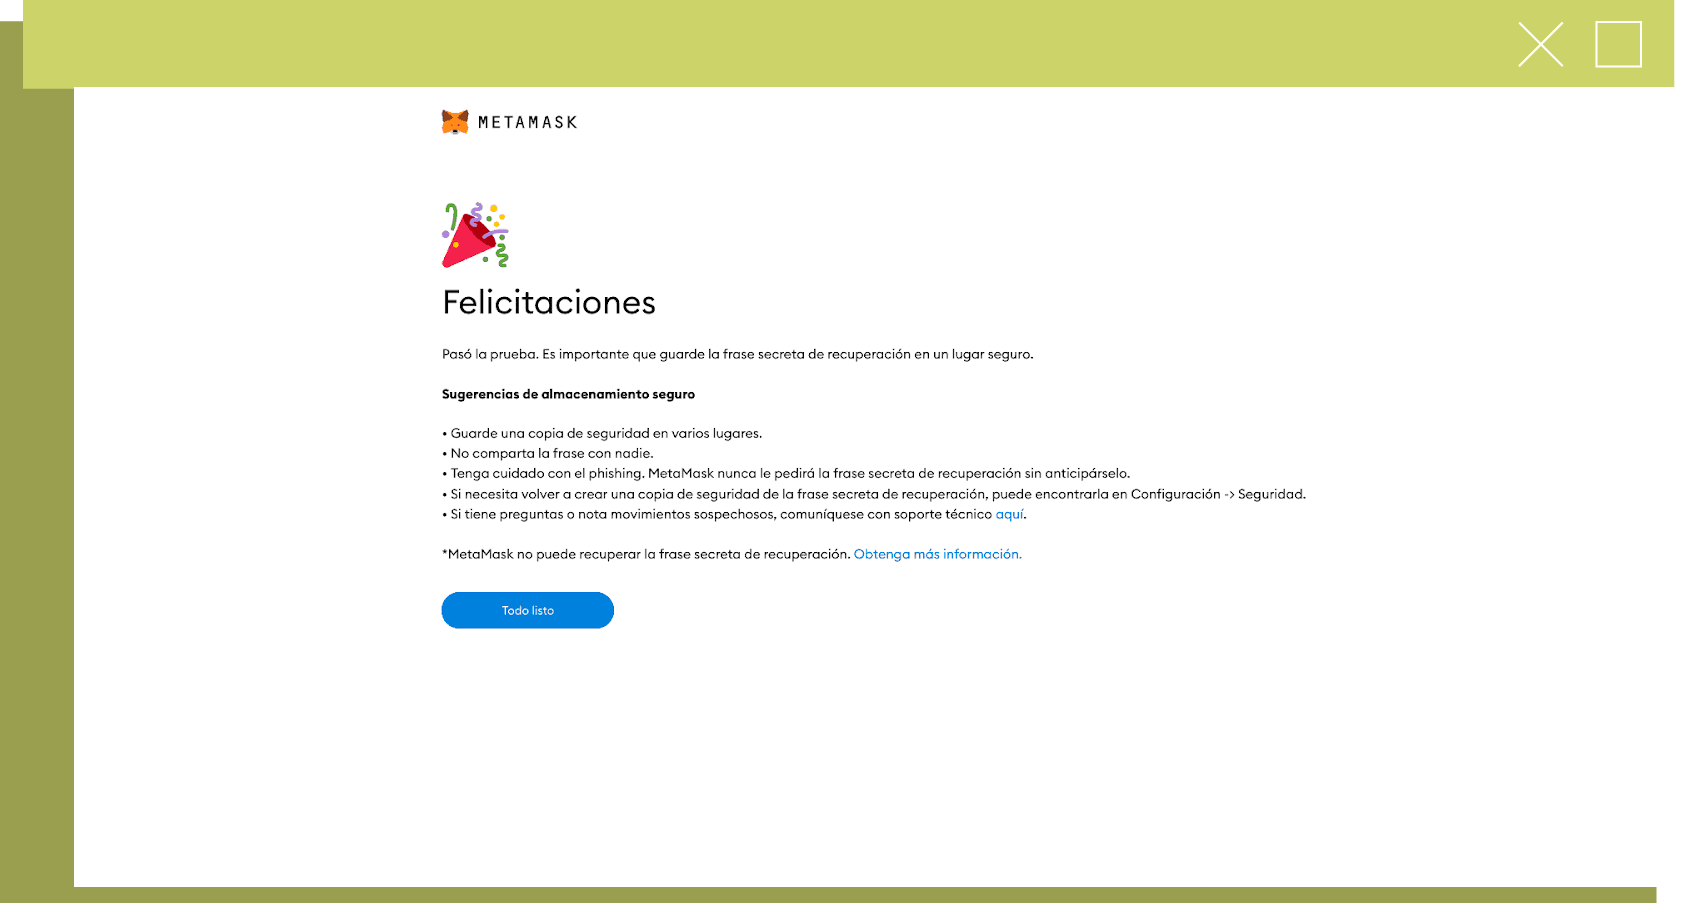 METAMASK
Felicitaciones
Pasó la prueba. Es importante que guarde la frase secreta de recuperación en un lugar seguro.
Sugerencias de almacenamiento seguro
• Guarde una copia de seguridad en varios lugares.
• No comparta la frase con nadie.
• Tenga cuidado con el phishing. MetaMask nunca le pedirá la frase secreta de recuperación sin anticipárselo.
• Si necesita volver a crear una copia de seguridad de la frase secreta de recuperación, puede encontrarla en Configuración -> Seguridad.
• Si tiene preguntas o nota movimientos sospechosos, comuníquese con soporte técnico aquí.
*MetaMask no puede recuperar la frase secreta de recuperación. Obtenga más información.
Todo listo